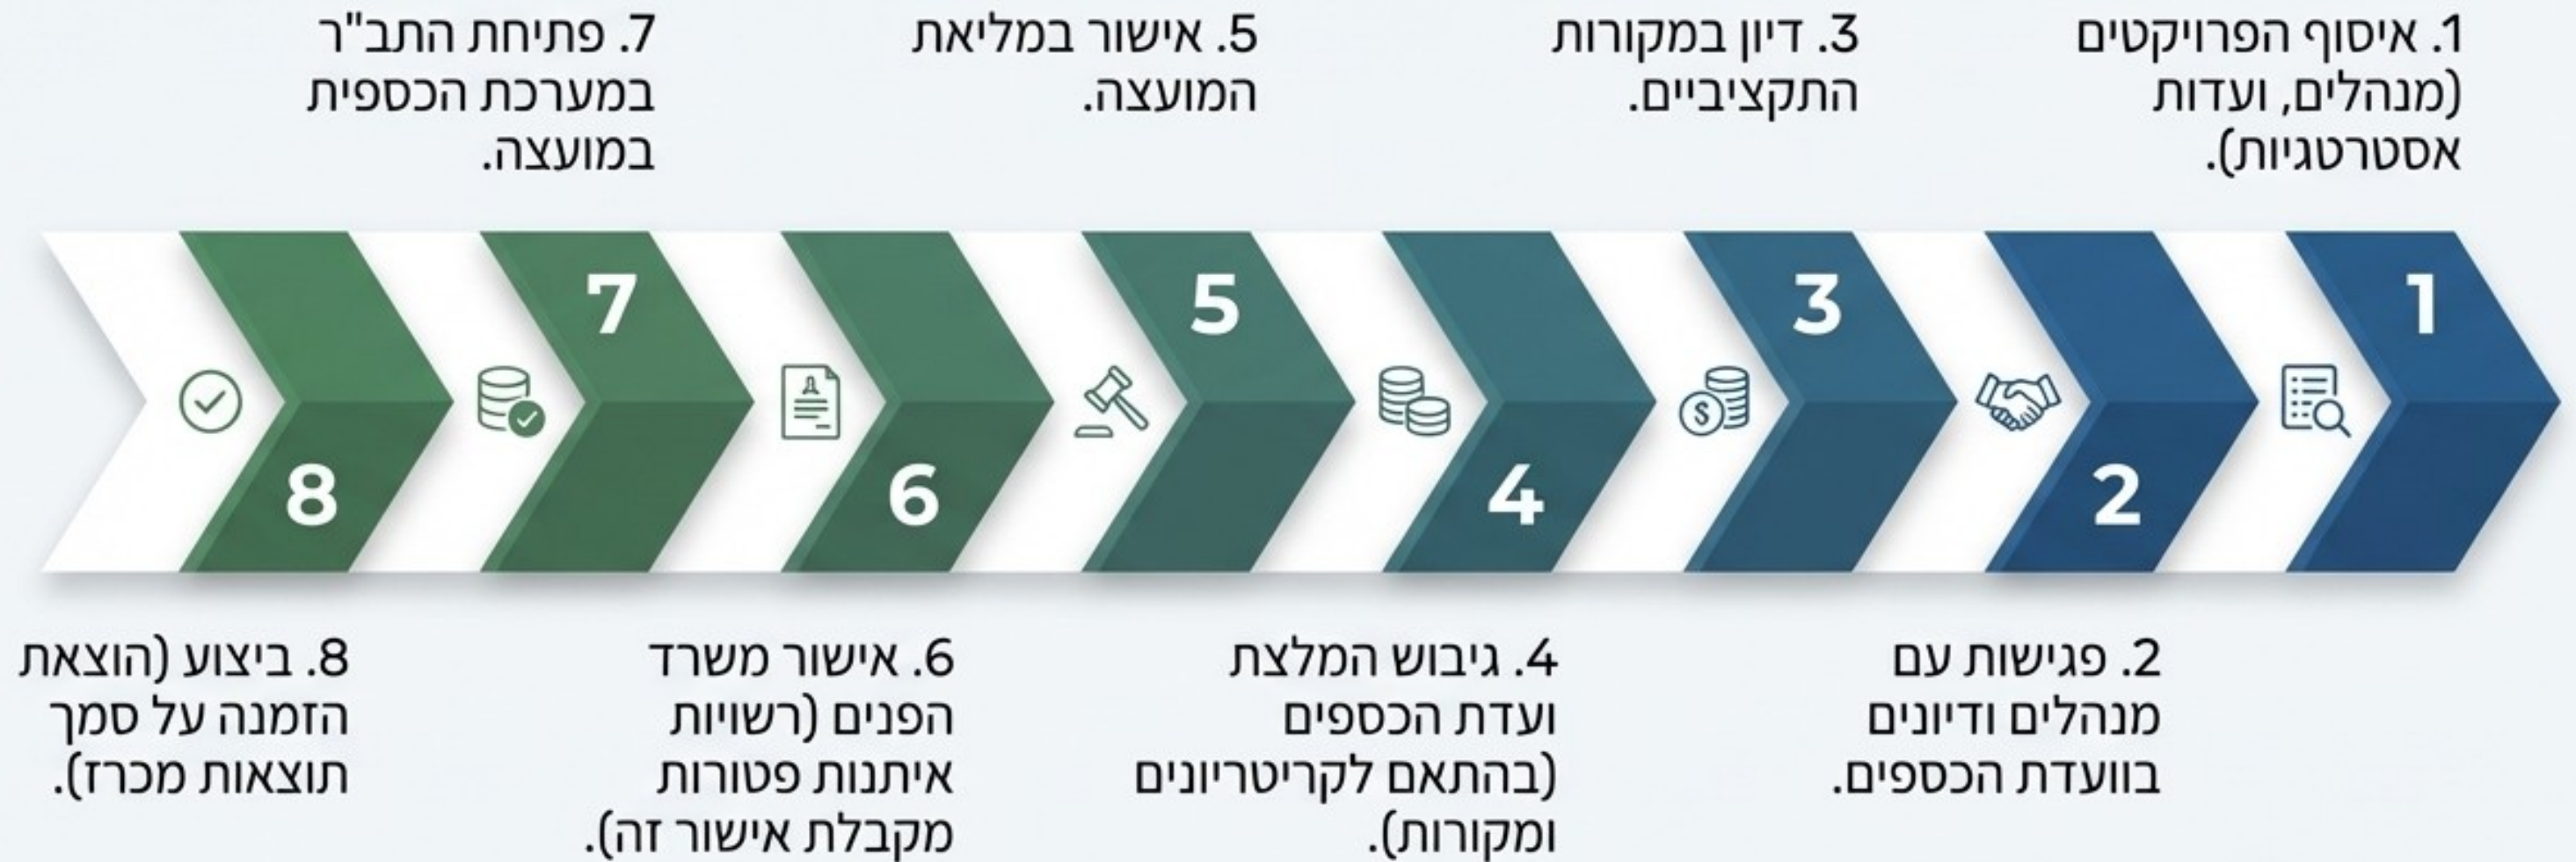 1. איסוף הפרויקטים
(מנהלים, ועדות
אסטרטגיות).
3. דיון במקורות
התקציביים.
5. אישור במליאת
המועצה.
7. פתיחת התב"ר
במערכת הכספית
במועצה.
1
3
5
7
2
4
6
8
2. פגישות עם
מנהלים ודיונים
בוועדת הכספים.
4. גיבוש המלצת
ועדת הכספים
(בהתאם לקריטריונים
ומקורות).
6. אישור משרד
הפנים (רשויות
איתנות פטורות
מקבלת אישור זה).
8. ביצוע (הוצאת
הזמנה על סמך
תוצאות מכרז).